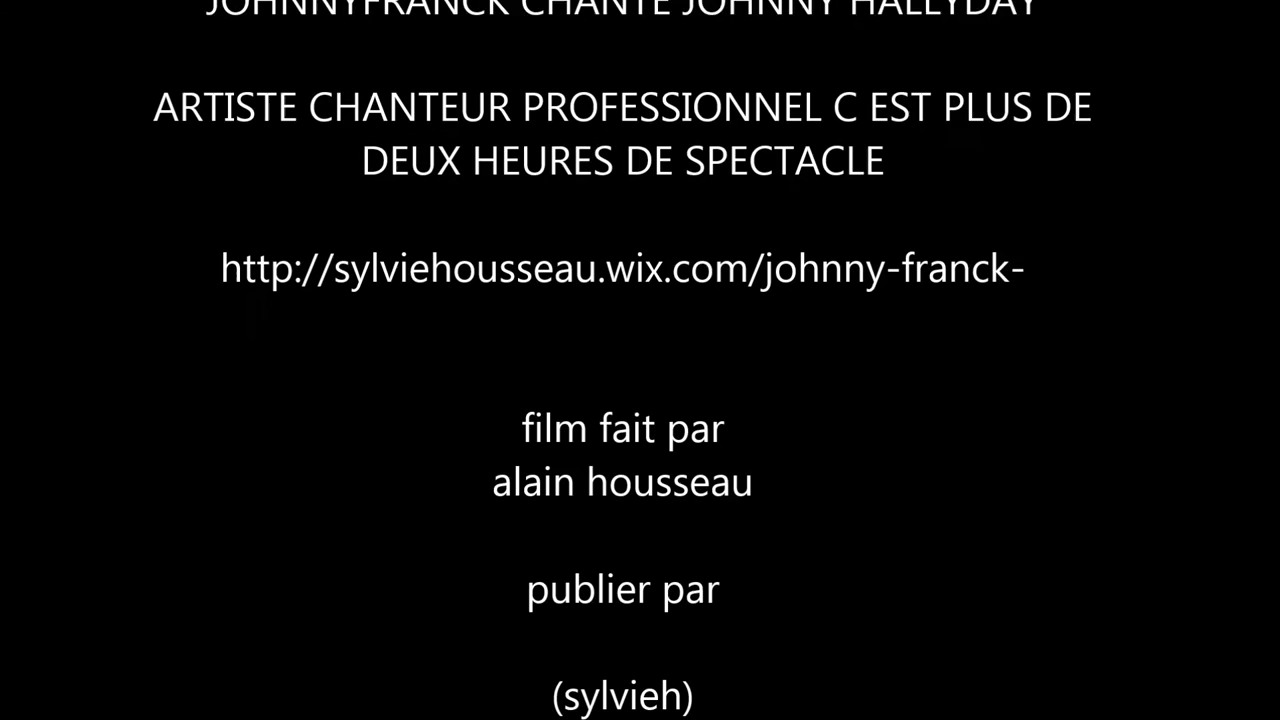 JOHNNYFRANCK CHANTE JOHNNY HALLYDAY
ARTISTE CHANTEUR PROFESSIONNEL C EST PLUS DE
DEUX HEURES DE SPECTACLE
http://sylviehousseau.wix.com/johnny-franck-
film fait par
alain housseau
publier par
(sylvieh)